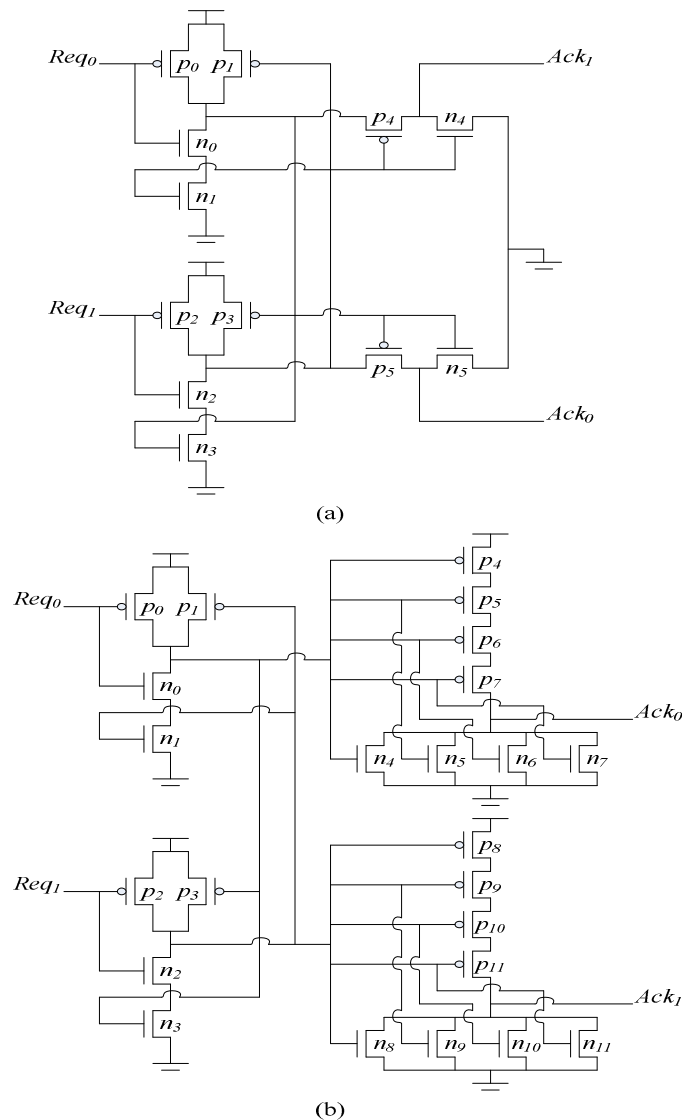 Req₀
p₀ p₁
Ack₁
p₄ n₄
n₀
n₁
Req₁
p₂ p₃
p₅ n₅
n₂
Ack₀
n₃
(a)
p₄
Req₀
p₀ p₁
p₅
p₆
n₀
p₇
Ack₀
n₁
n₄ n₅ n₆ n₇
p₈
Req₁
p₂ p₃
p₉
p₁₀
n₂
p₁₁
Ack₁
n₃
n₈ n₉ n₁₀ n₁₁
(b)